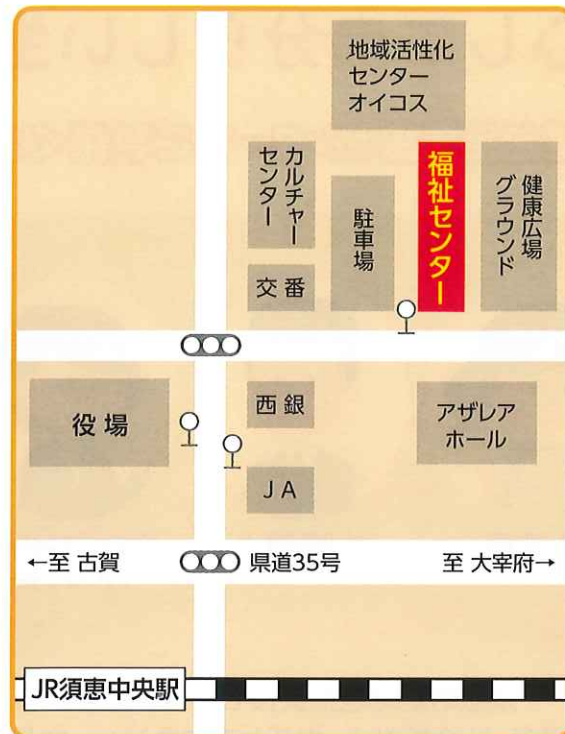 地域活性化
センター
オイコス
カルチャー
センター
交番
駐車場
福祉センター
健康広場
グラウンド
役場
西銀
JA
アザレア
ホール
←至 古賀
県道35号
至 大宰府→
JR須恵中央駅